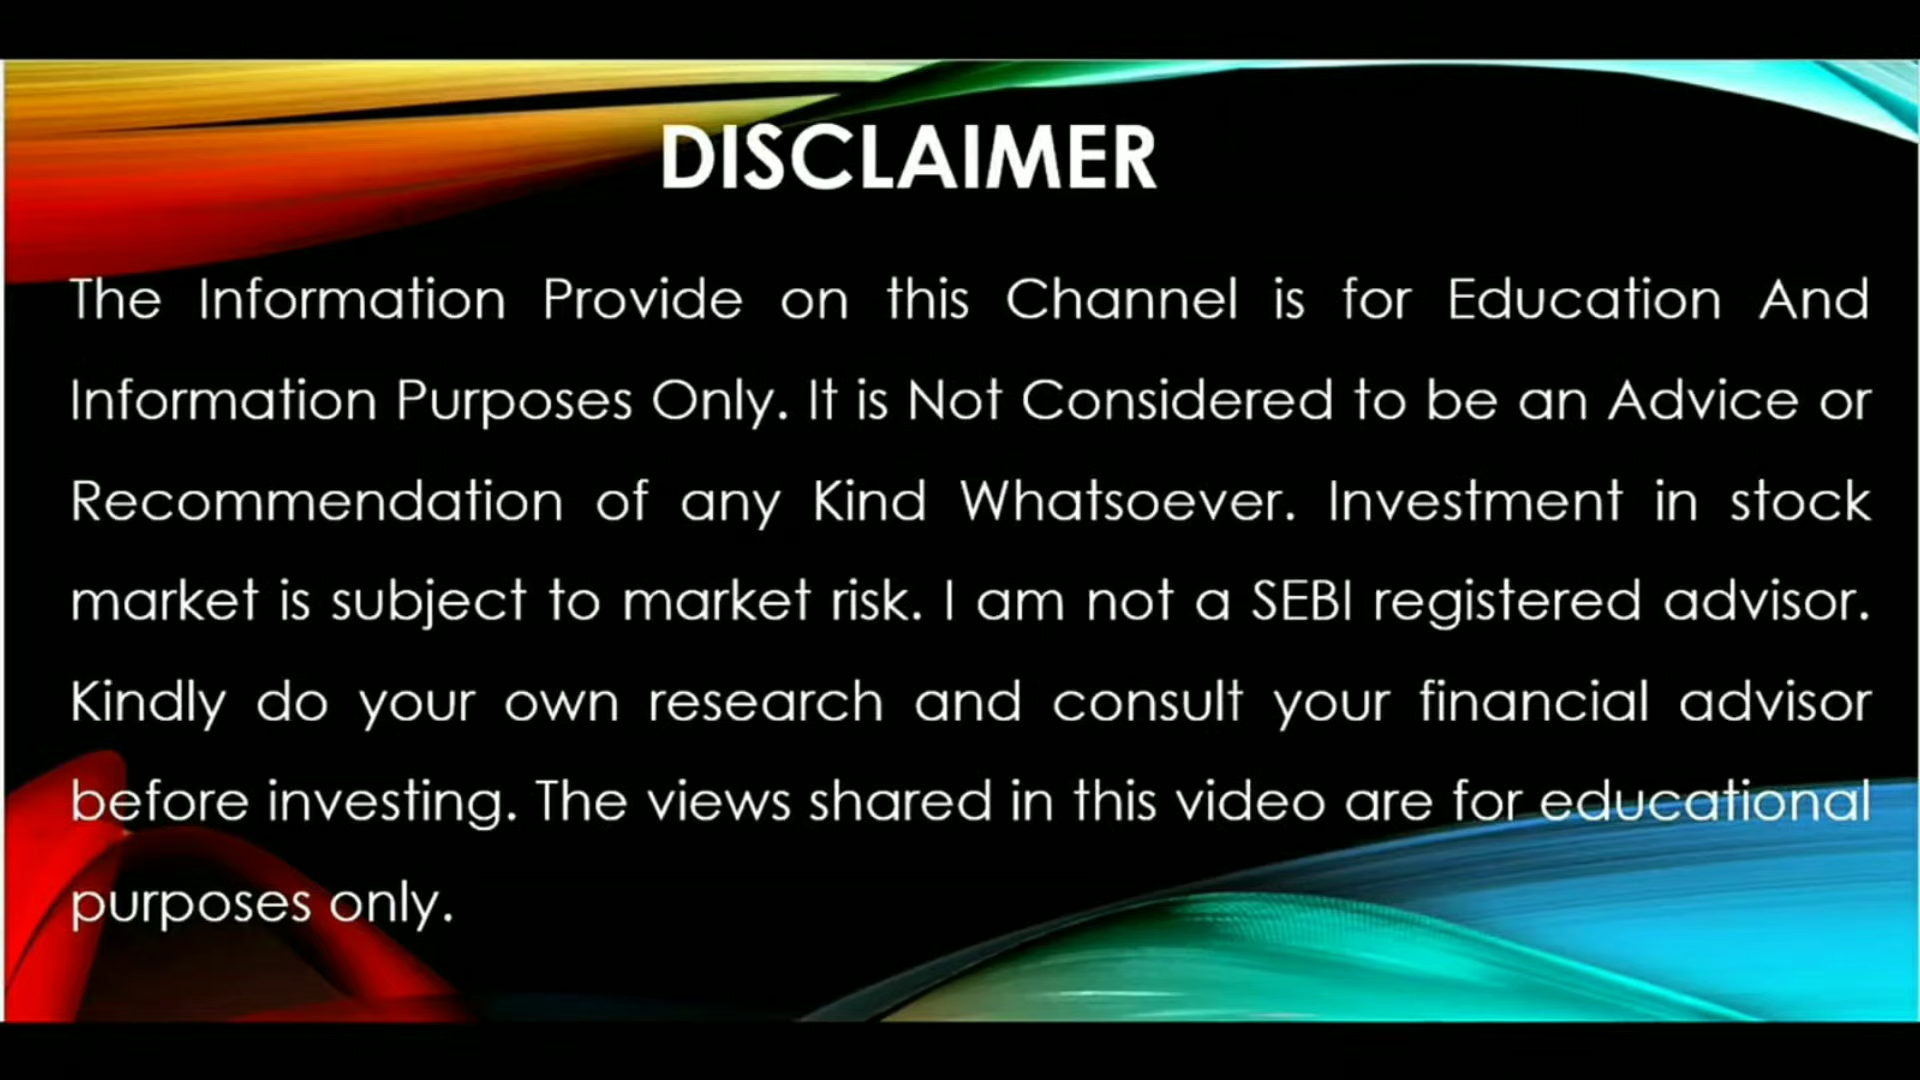 DISCLAIMER
The Information Provide on this Channel is for Education And
Information Purposes Only. It is Not Considered to be an Advice or
Recommendation of any Kind Whatsoever. Investment in stock
market is subject to market risk. I am not a SEBI registered advisor.
Kindly do your own research and consult your financial advisor
before investing. The views shared in this video are for educational
purposes only.